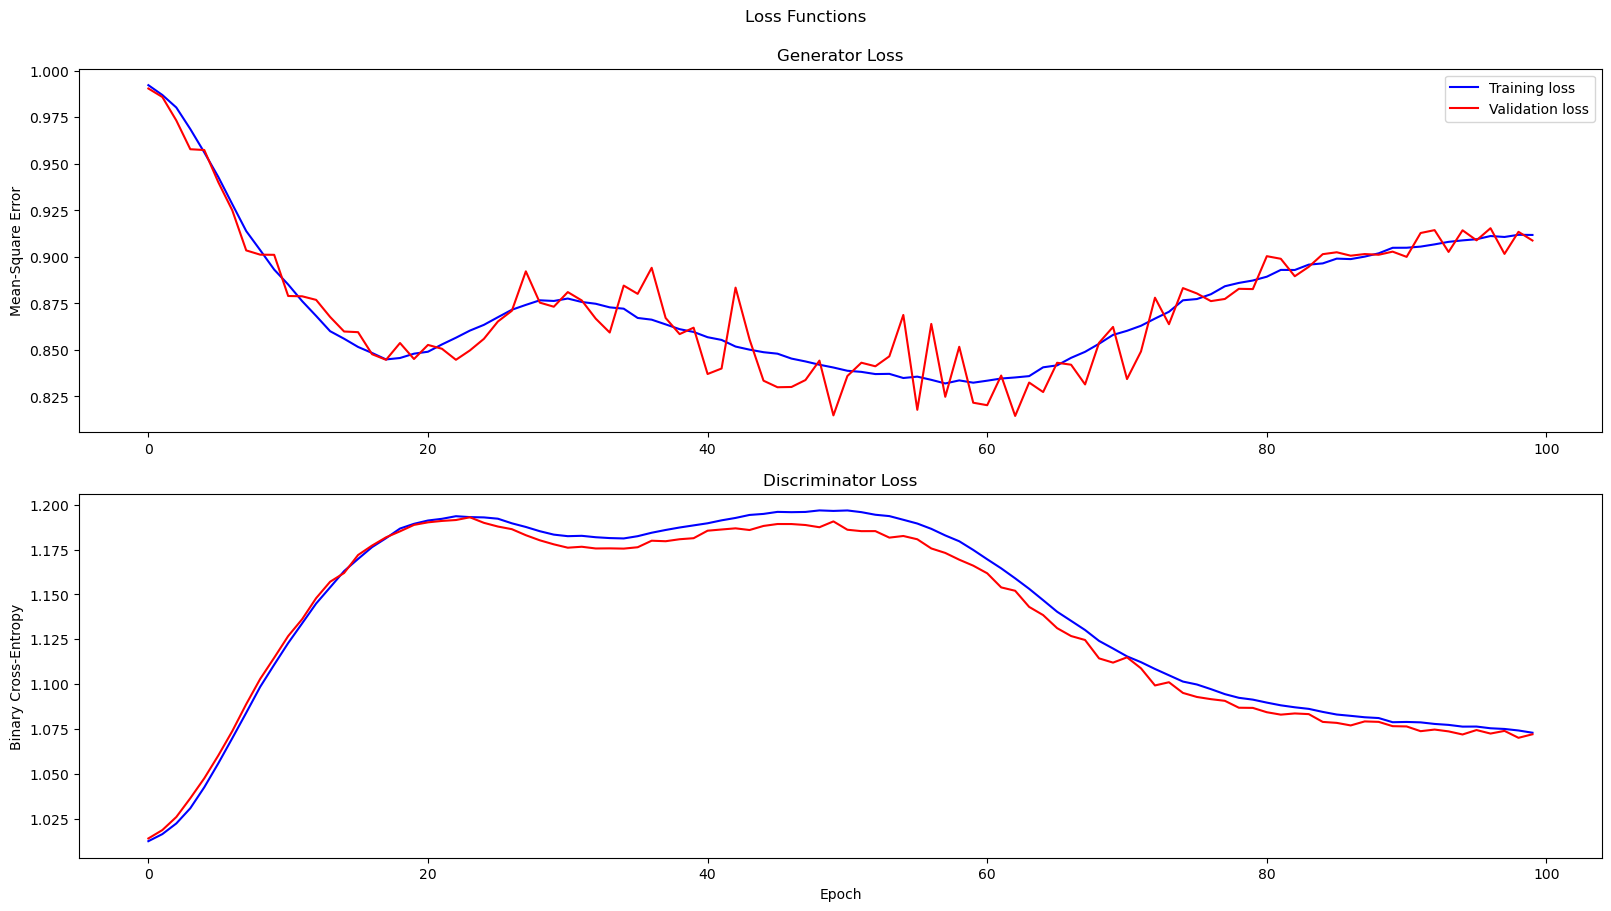 Loss Functions
Generator Loss
1.000
0.975
0.950
0.925
0.900
0.875
0.850
0.825
Mean-Square Error
Training loss
Validation loss
0 20 40 60 80 100
Discriminator Loss
1.200
1.175
1.150
1.125
1.100
1.075
1.050
1.025
Binary Cross-Entropy
0 20 40 60 80 100
Epoch